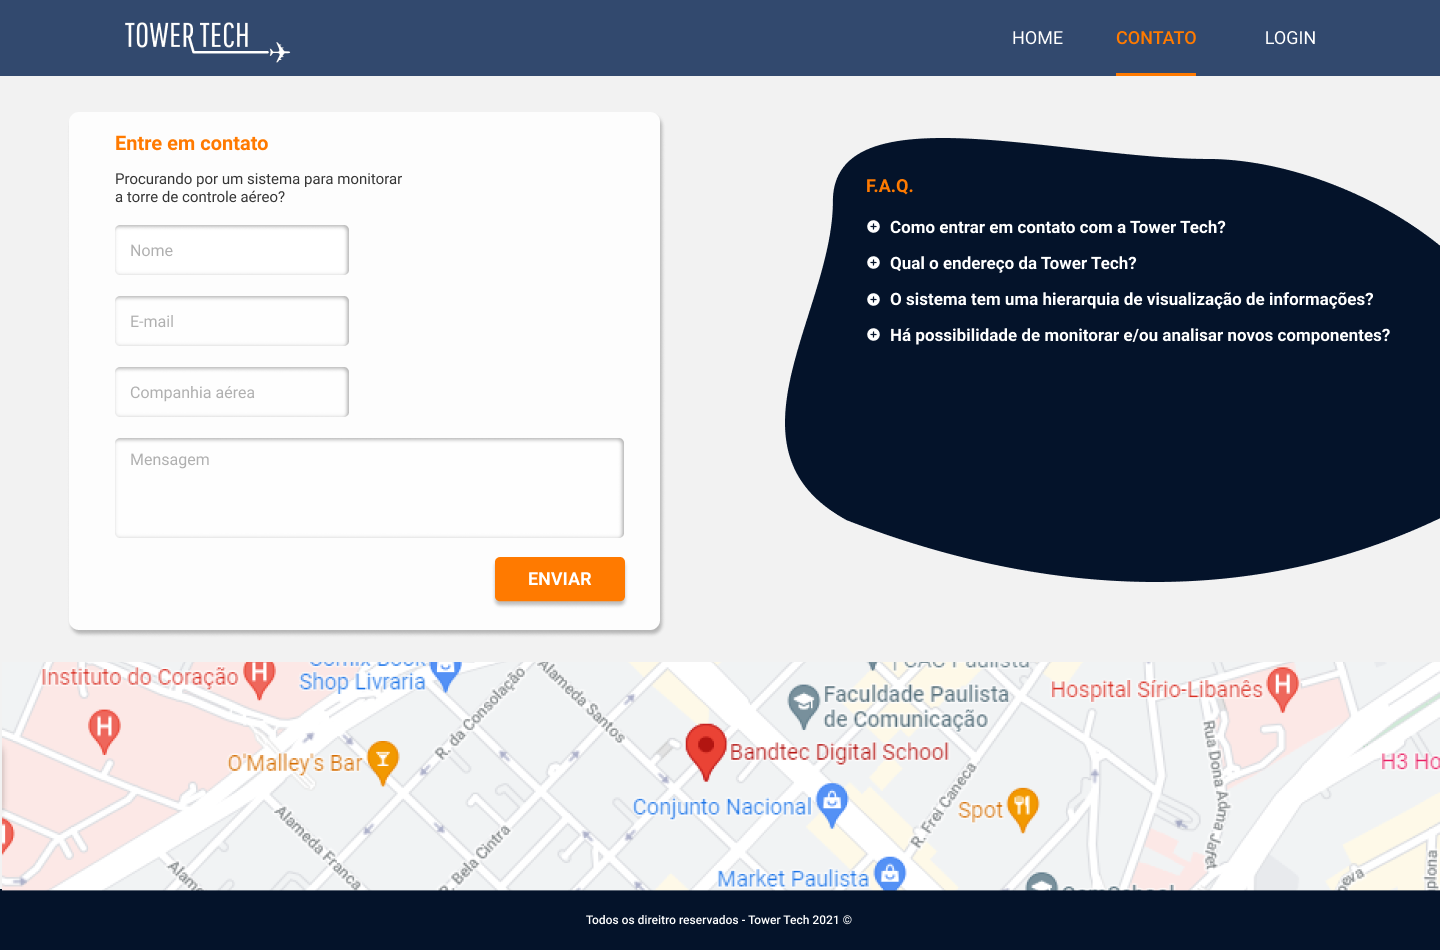 TOWER TECH
HOME
CONTATO
LOGIN
Entre em contato
Procurando por um sistema para monitorar
a torre de controle aéreo?
Nome
E-mail
Companhia aérea
Mensagem
ENVIAR
F.A.Q.
Como entrar em contato com a Tower Tech?
Qual o endereço da Tower Tech?
O sistema tem uma hierarquia de visualização de informações?
Há possibilidade de monitorar e/ou analisar novos componentes?
Instituto do Coração
H
Comix Book
Shop Livraria
Paulista
Faculdade Paulista
de Comunicação
Hospital Sírio-Libanês
H
H
O'Malley's Bar
R. da Consolação
Alameda Santos
Bandtec Digital School
Rua Dona Adma Jafet
H3 Ho
Conjunto Nacional
R. Frei Caneca
Spot
Alameda Franca
R. Bela Cintra
Alame
Market Paulista
Todos os direitro reservados - Tower Tech 2021 ©